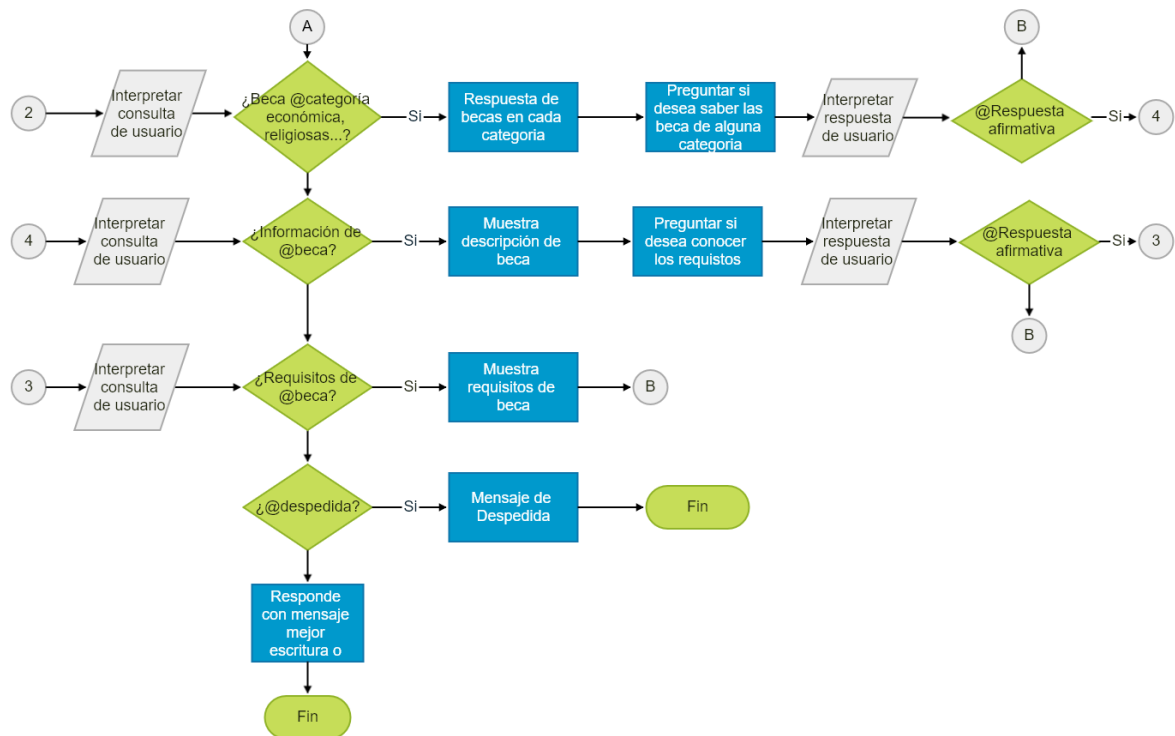 A
B
2
Interpretar
consulta
de usuario
¿Beca @categoría
económica,
religiosas...?
Si
Respuesta de
becas en cada
categoria
Preguntar si
desea saber las
beca de alguna
categoría
Interpretar
respuesta
de usuario
@Respuesta
afirmativa
Si
4
4
Interpretar
consulta
de usuario
¿Información de
@beca?
Si
Muestra
descripción de
beca
Preguntar si
desea conocer
los requistos
Interpretar
respuesta
de usuario
@Respuesta
afirmativa
Si
3
B
3
Interpretar
consulta
de usuario
¿Requisitos de
@beca?
Si
Muestra
requisitos de
beca
B
¿@despedida?
Si
Mensaje de
Despedida
Fin
Responde
con mensaje
mejor
escritura o
Fin